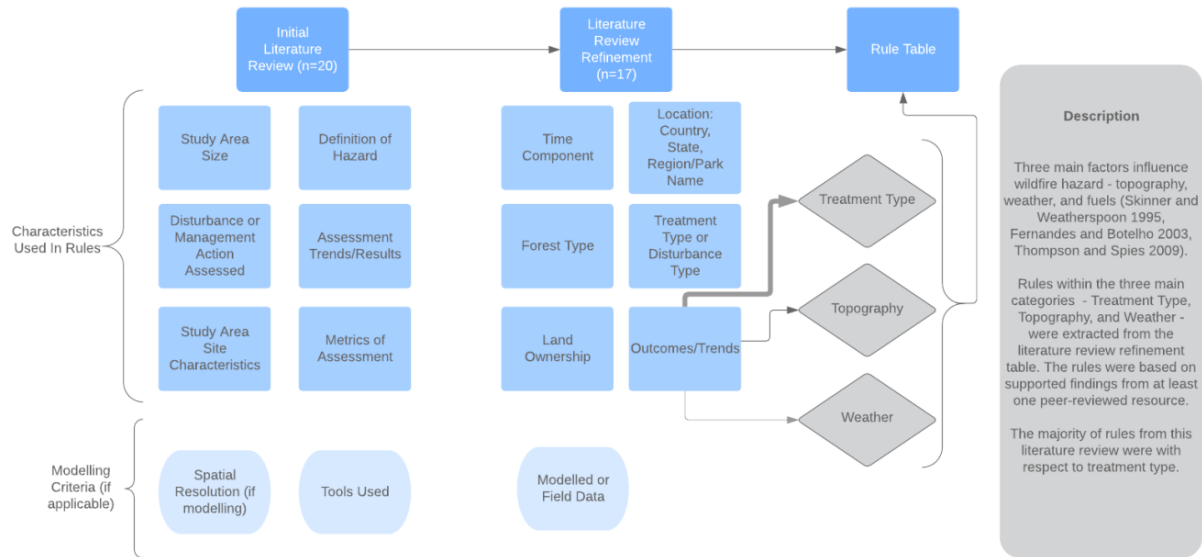 Initial
Literature
Review (n=20)
Literature
Review
Refinement
(n=17)
Rule Table
Characteristics
Used In Rules
Study Area
Size
Definition of
Hazard
Time
Component
Location:
Country,
State,
Region/Park
Name
Disturbance or
Management
Action
Assessed
Assessment
Trends/Results
Forest Type
Treatment
Type or
Disturbance
Type
Study Area
Site
Characteristics
Metrics of
Assessment
Land
Ownership
Outcomes/Trends
Treatment Type
Topography
Weather
Modelling
Criteria (if
applicable)
Spatial
Resolution (if
modelling)
Tools Used
Modelled or
Field Data
Description
Three main factors influence
wildfire hazard - topography,
weather, and fuels (Skinner and
Weatherspoon 1995,
Fernandes and Botelho 2003,
Thompson and Spies 2009).
Rules within the three main
categories - Treatment Type,
Topography, and Weather -
were extracted from the
literature review refinement
table. The rules were based on
supported findings from at least
one peer-reviewed resource.
The majority of rules from this
literature review were with
respect to treatment type.